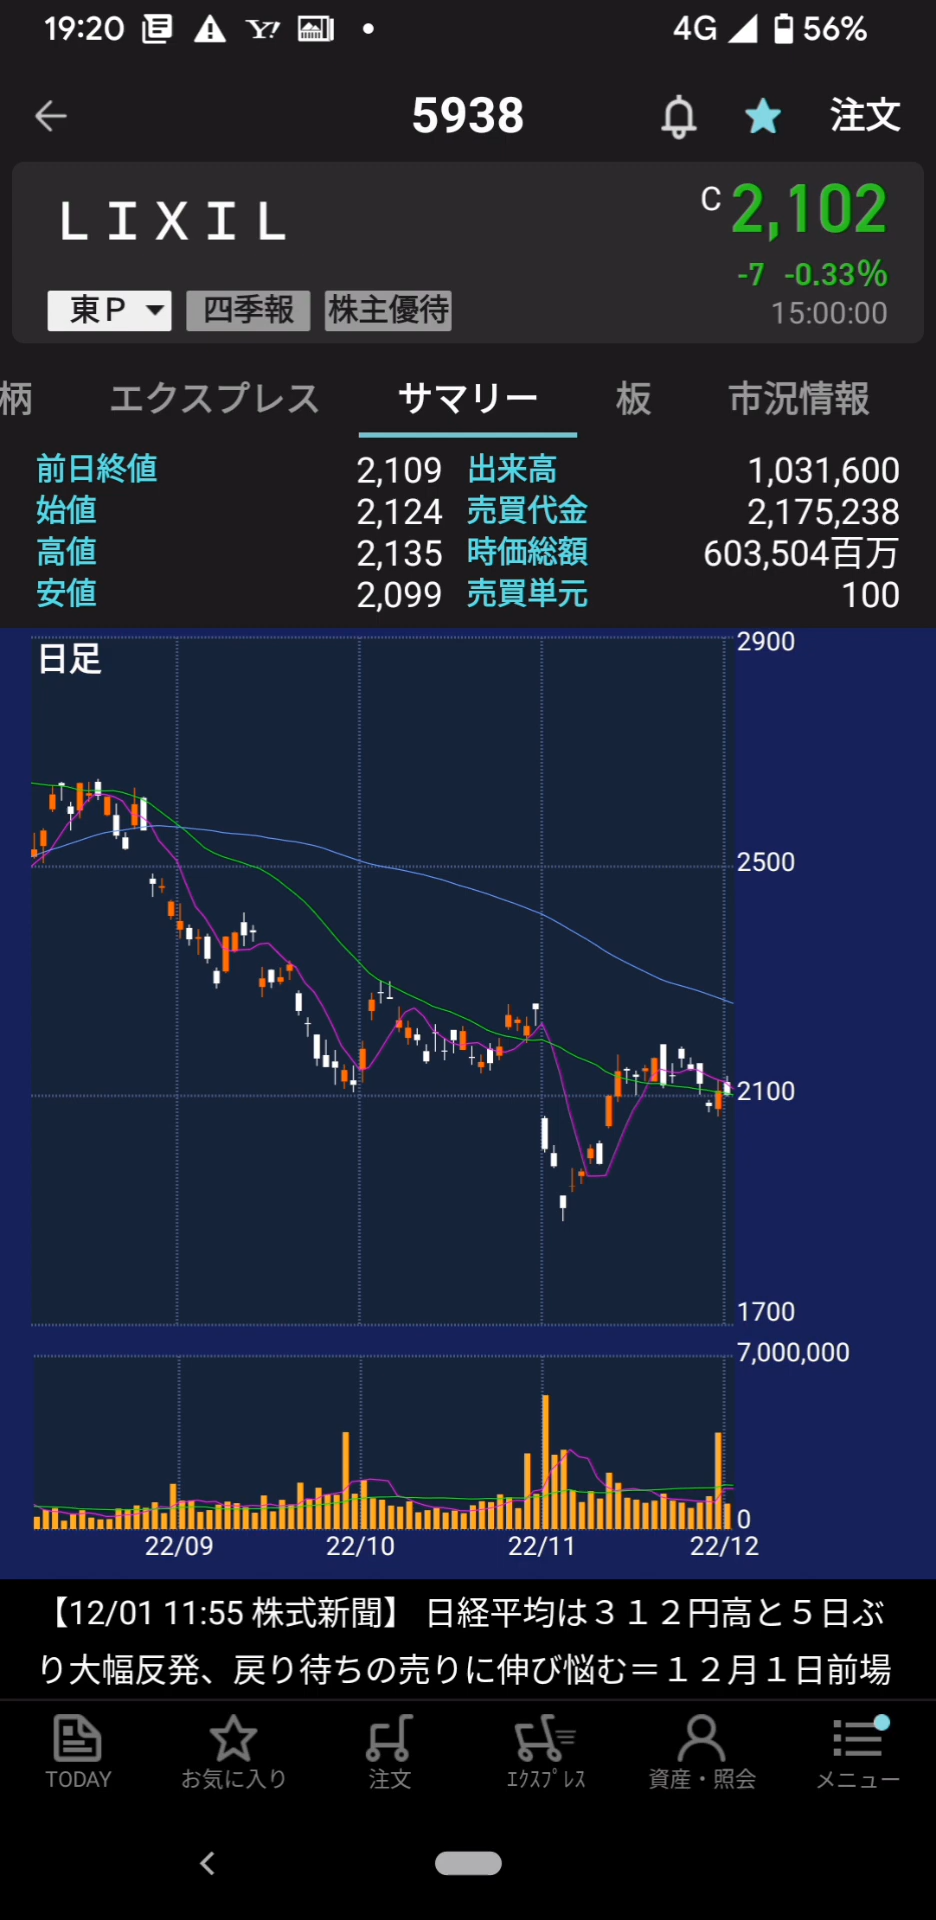 19:20 Y! 4G 56%
5938 注文
ＬＩＸＩＬ
C 2,102
-7 -0.33%
東Ｐ 四季報 株主優待 15:00:00
柄 エクスプレス サマリー 板 市況情報
前日終値 2,109 出来高 1,031,600
始値 2,124 売買代金 2,175,238
高値 2,135 時価総額 603,504百万
安値 2,099 売買単元 100
日足
2900
2500
2100
1700
7,000,000
0
22/09 22/10 22/11 22/12
【12/01 11:55 株式新聞】 日経平均は３１２円高と５日ぶ
り大幅反発、戻り待ちの売りに伸び悩む＝１２月１日前場
TODAY お気に入り 注文 ｴｸｽﾌﾟﾚｽ 資産・照会 メニュー